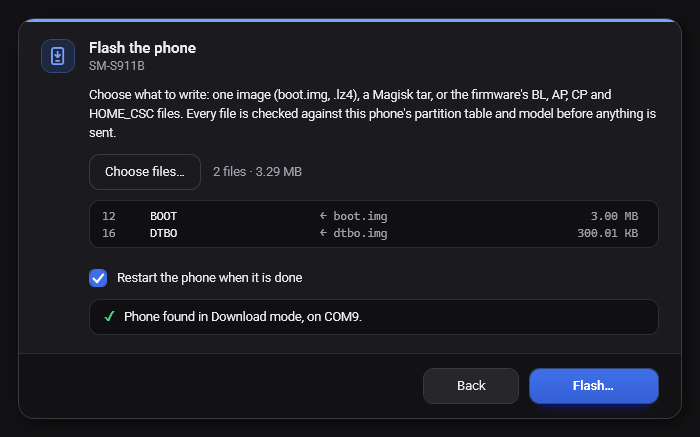 Flash the phone
SM-S911B
Choose what to write: one image (boot.img, .lz4), a Magisk tar, or the firmware's BL, AP, CP and
HOME_CSC files. Every file is checked against this phone's partition table and model before anything is
sent.
Choose files… 2 files · 3.29 MB
12 BOOT ← boot.img 3.00 MB
16 DTBO ← dtbo.img 300.01 KB
Restart the phone when it is done
✓ Phone found in Download mode, on COM9.
Back Flash…